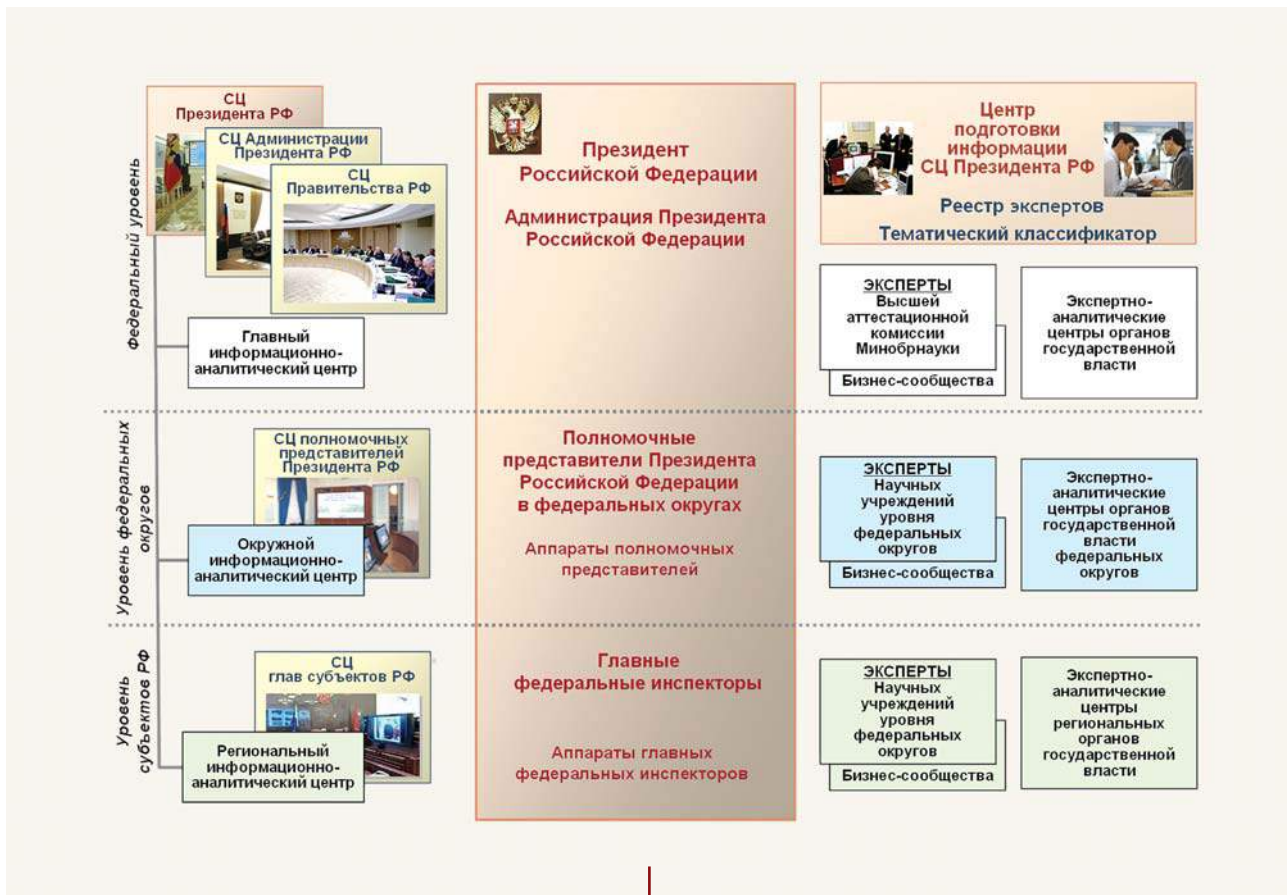 СЦ
Президента РФ
СЦ Администрации
Президента РФ
СЦ
Правительства РФ
Федеральный уровень
Главный
информационно-
аналитический центр
Президент
Российской Федерации
Администрация Президента
Российской Федерации
Центр
подготовки
информации
СЦ Президента РФ
Реестр экспертов
Тематический классификатор
ЭКСПЕРТЫ
Высшей
аттестационной
комиссии
Минобрнауки
Бизнес-сообщества
Экспертно-
аналитические
центры органов
государственной
власти
Уровень федеральных
округов
СЦ полномочных
представителей
Президента РФ
Окружной
информационно-
аналитический центр
Полномочные
представители Президента
Российской Федерации
в федеральных округах
Аппараты полномочных
представителей
ЭКСПЕРТЫ
Научных
учреждений
уровня
федеральных
округов
Бизнес-сообщества
Экспертно-
аналитические
центры органов
государственной
власти
федеральных
округов
Уровень
субъектов РФ
СЦ
глав субъектов РФ
Региональный
информационно-
аналитический центр
Главные
федеральные инспекторы
Аппараты главных
федеральных инспекторов
ЭКСПЕРТЫ
Научных
учреждений
уровня
федеральных
округов
Бизнес-сообщества
Экспертно-
аналитические
центры
региональных
органов
государственной
власти